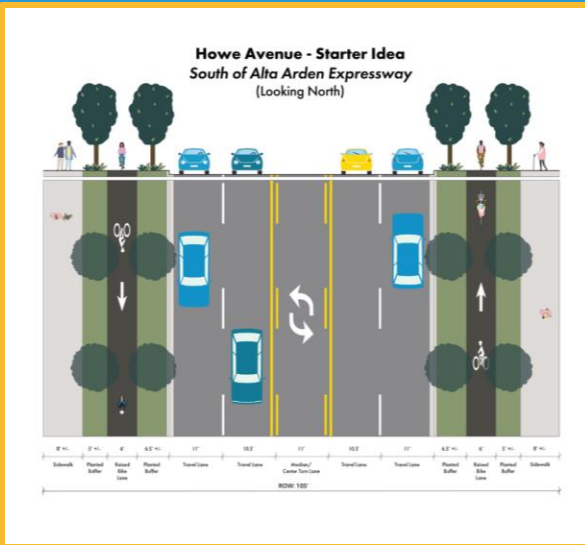 Howe Avenue - Starter Idea
South of Alta Arden Expressway
(Looking North)
8' +/- 5' +/- 6' 6.5' +/- 11' 10.5' 11' 10.5' 11' 6.5' +/- 6' 5' +/- 8' +/-
Sidewalk Planted Buffer Raised Bike Lane Planted Buffer Travel Lane Travel Lane Median/ Center Turn Lane Travel Lane Travel Lane Planted Buffer Raised Bike Lane Planted Buffer Sidewalk
ROW: 105'